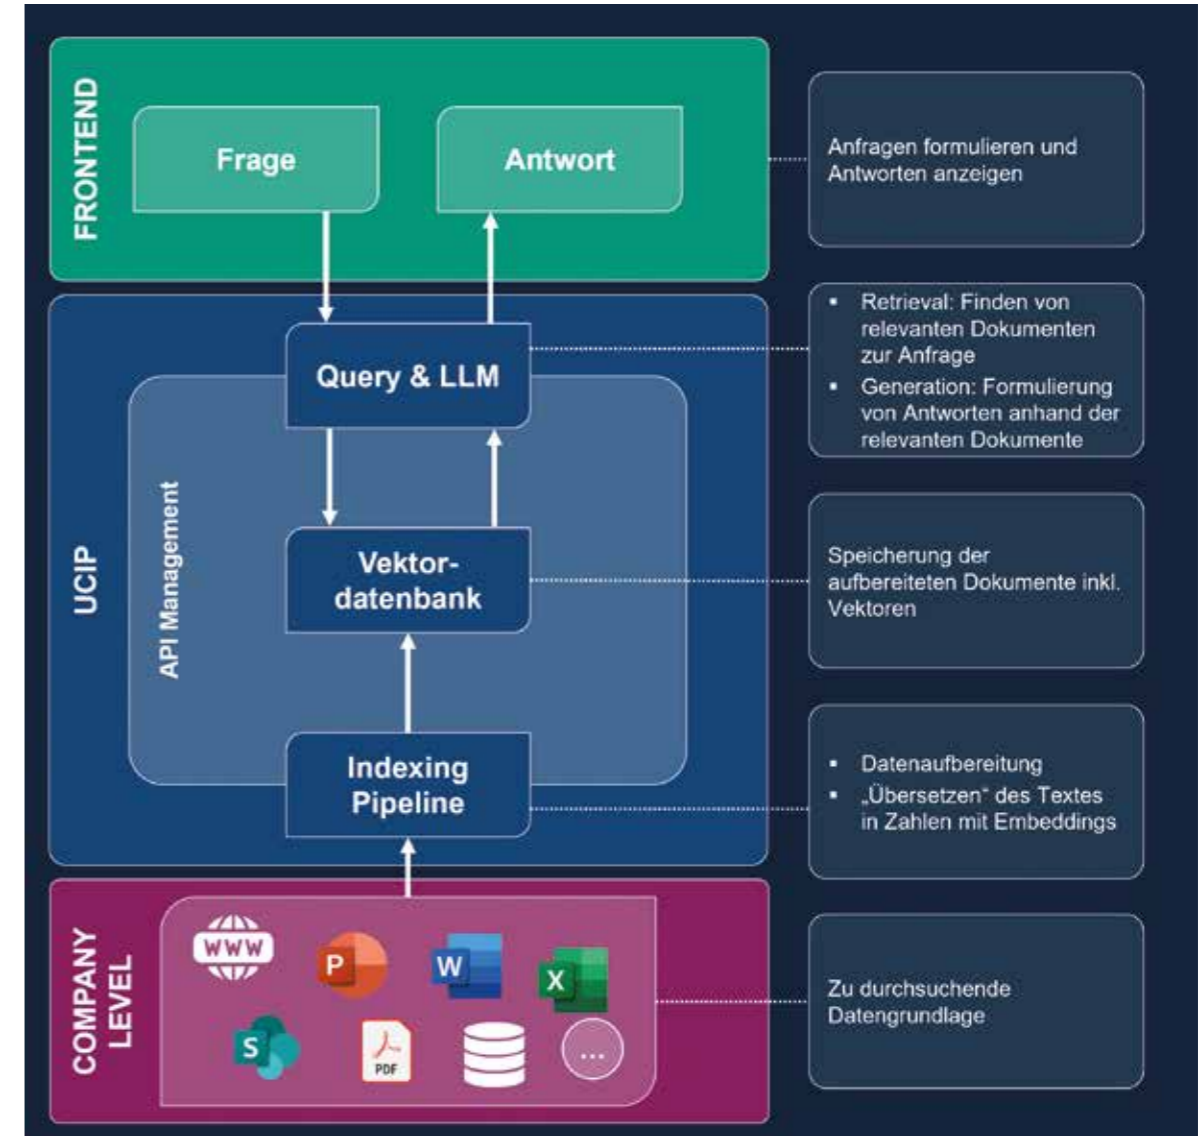 FRONTEND
Frage
Antwort
Anfragen formulieren und
Antworten anzeigen
UCIP
API Management
Query & LLM
▪ Retrieval: Finden von
relevanten Dokumenten
zur Anfrage
▪ Generation: Formulierung
von Antworten anhand der
relevanten Dokumente
Vektor-
datenbank
Speicherung der
aufbereiteten Dokumente inkl.
Vektoren
Indexing
Pipeline
▪ Datenaufbereitung
▪ „Übersetzen“ des Textes
in Zahlen mit Embeddings
COMPANY
LEVEL
WWW
P
W
X
S
PDF
...
Zu durchsuchende
Datengrundlage